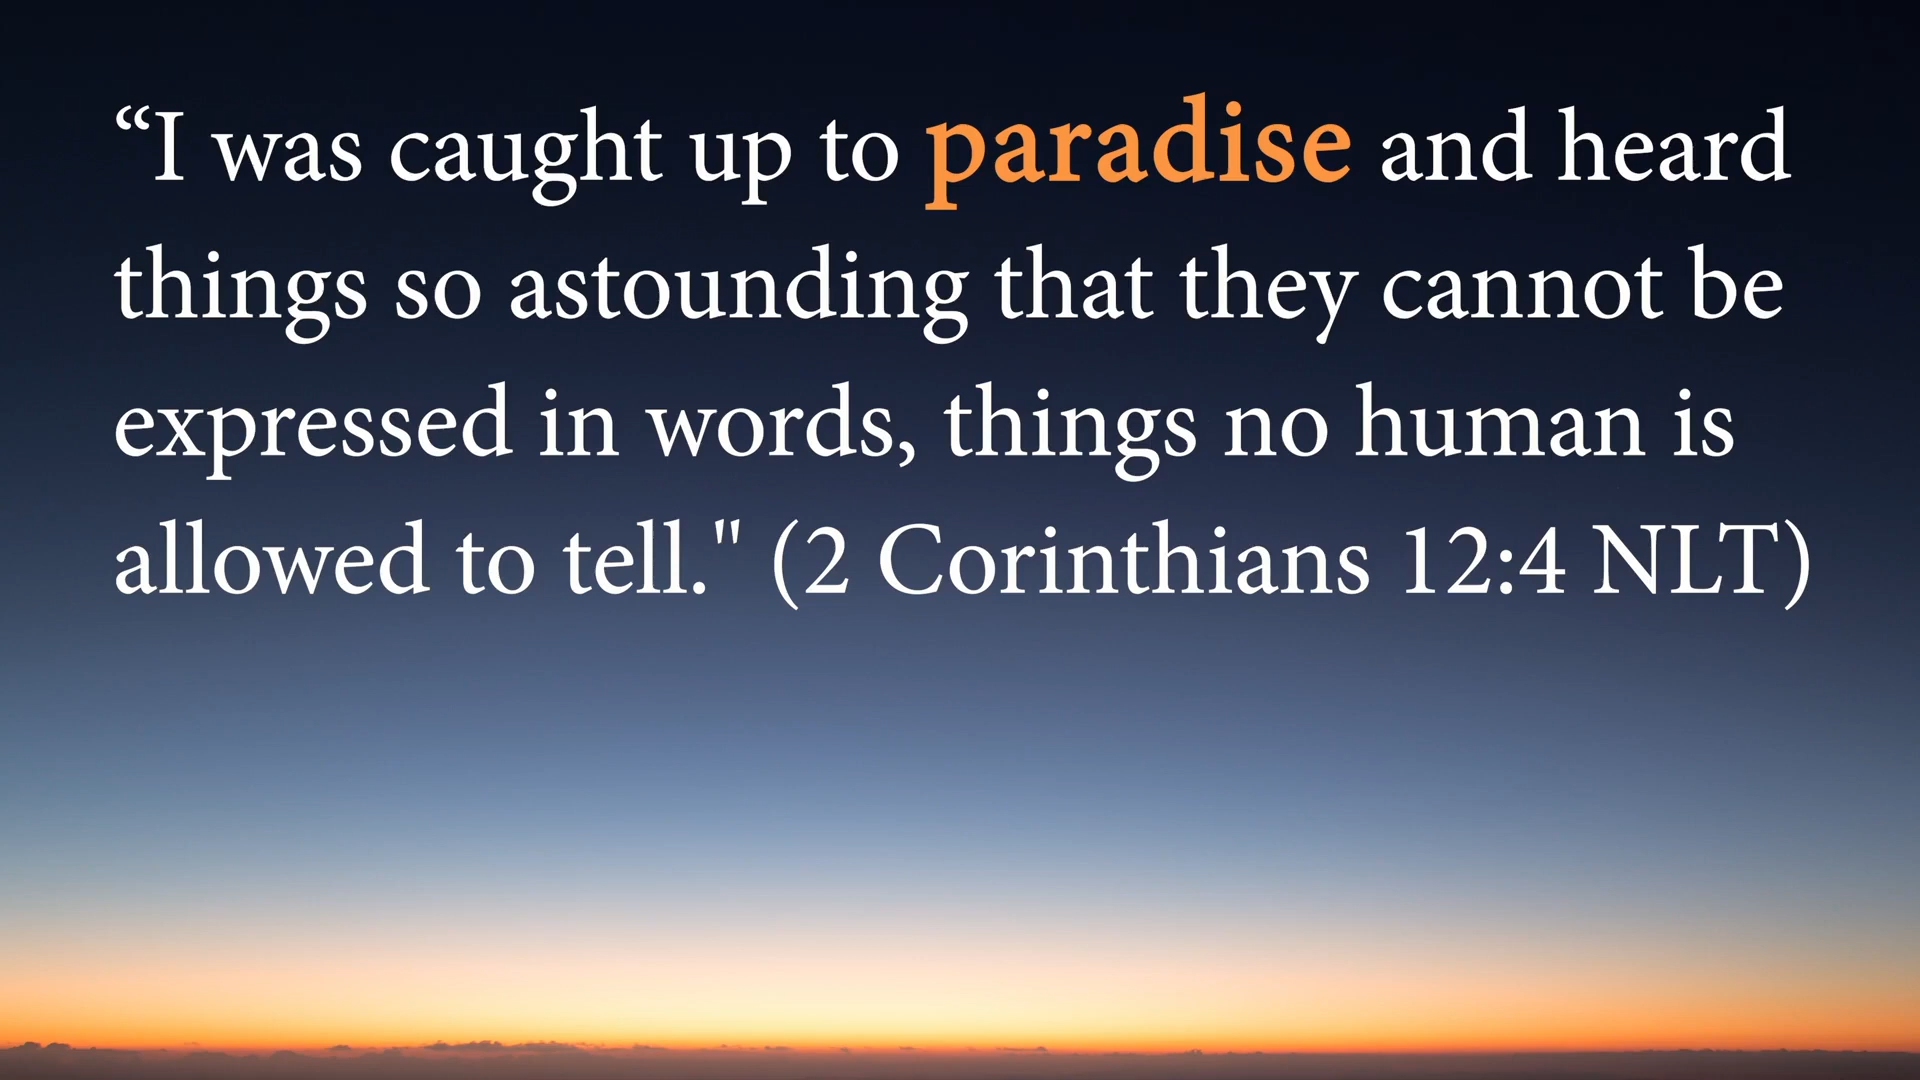 “I was caught up to paradise and heard
things so astounding that they cannot be
expressed in words, things no human is
allowed to tell." (2 Corinthians 12:4 NLT)